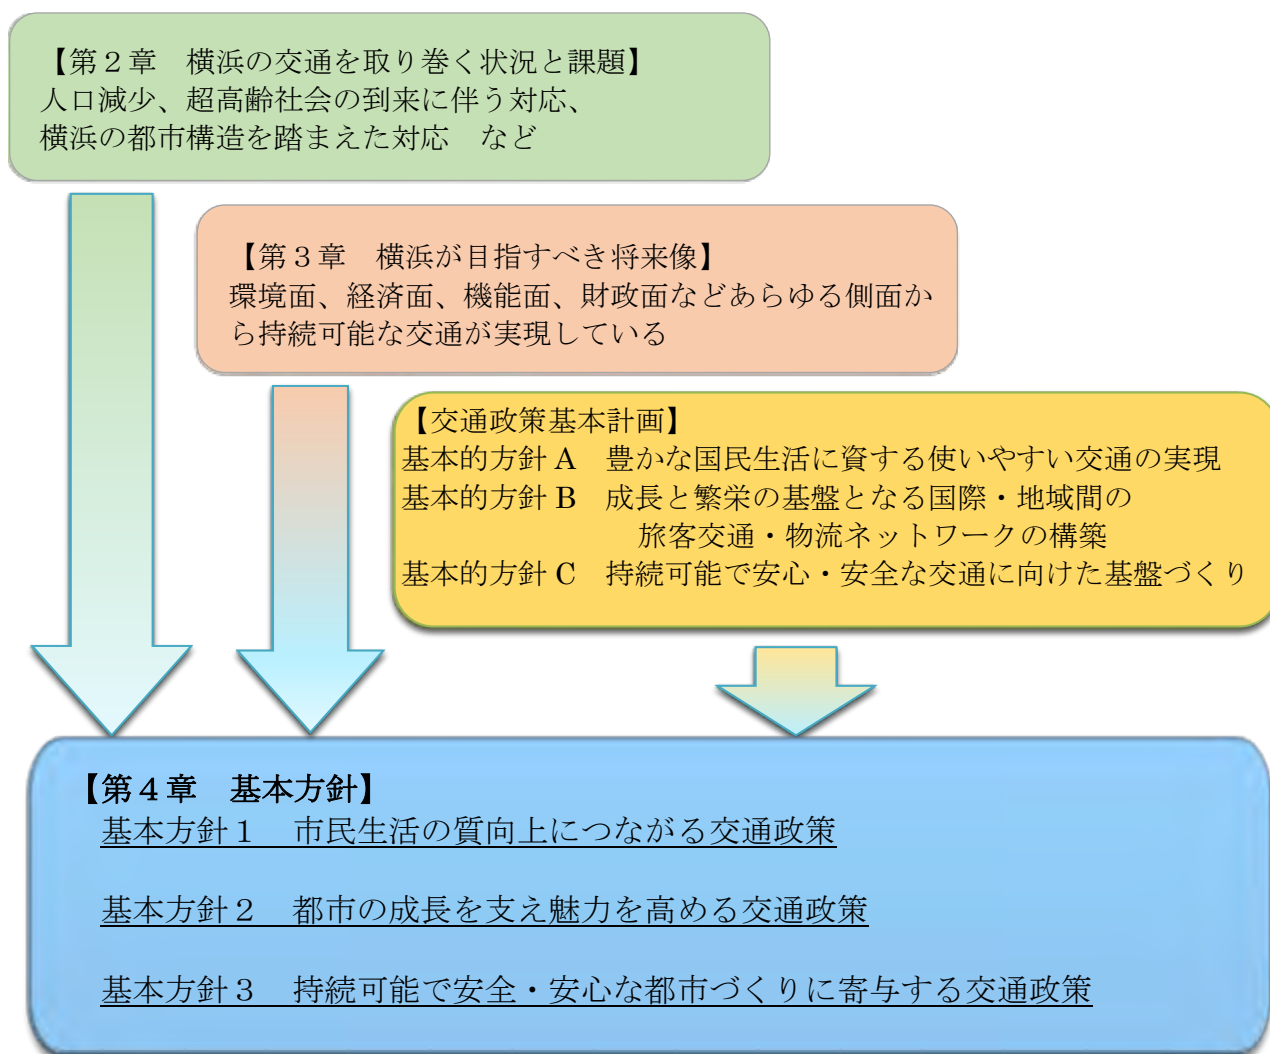 【第２章　横浜の交通を取り巻く状況と課題】
人口減少、超高齢社会の到来に伴う対応、
横浜の都市構造を踏まえた対応　など
【第３章　横浜が目指すべき将来像】
環境面、経済面、機能面、財政面などあらゆる側面か
ら持続可能な交通が実現している
【交通政策基本計画】
基本的方針 A　豊かな国民生活に資する使いやすい交通の実現
基本的方針 B　成長と繁栄の基盤となる国際・地域間の
旅客交通・物流ネットワークの構築
基本的方針 C　持続可能で安心・安全な交通に向けた基盤づくり
【第４章　基本方針】
基本方針１　市民生活の質向上につながる交通政策
基本方針２　都市の成長を支え魅力を高める交通政策
基本方針３　持続可能で安全・安心な都市づくりに寄与する交通政策